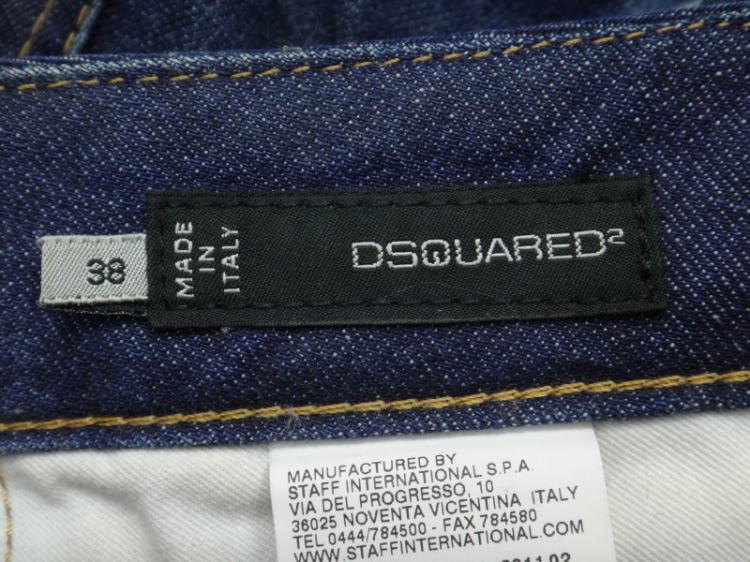 38
MADE
IN
ITALY
DSQUARED²
MANUFACTURED BY
STAFF INTERNATIONAL S.P.A.
VIA DEL PROGRESSO, 10
36025 NOVENTA VICENTINA ITALY
TEL 0444/784500 - FAX 784580
WWW.STAFFINTERNATIONAL.COM